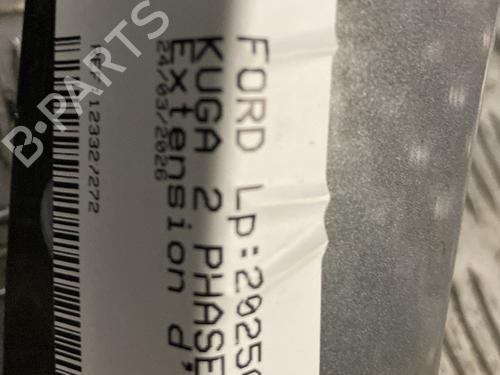 FORD Lp:2025
KUGA 2 PHASE
Extension d'
24/03/2026
12332/272
B-PARTS